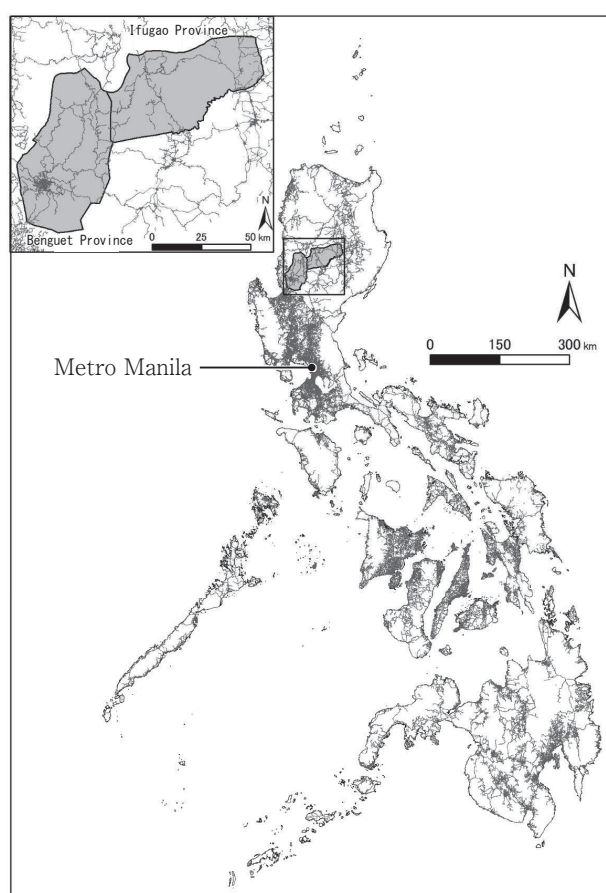 Ifugao Province
Benguet Province
N
0 25 50 km
N
0 150 300 km
Metro Manila